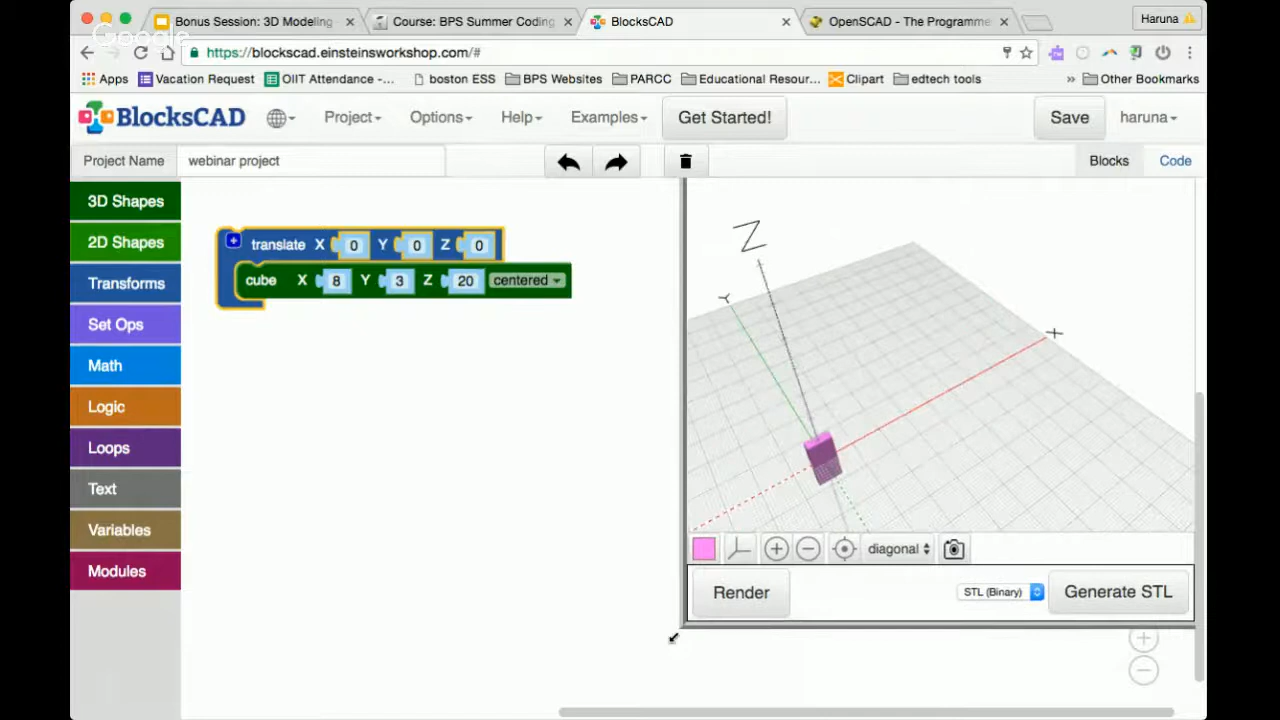 Bonus Session: 3D Modeling
Course: BPS Summer Coding
BlocksCAD
OpenSCAD - The Programme
Haruna
Google
https://blockscad.einsteinsworkshop.com/#
Apps
Vacation Request
OIIT Attendance -...
boston ESS
BPS Websites
PARCC
Educational Resour...
Clipart
edtech tools
»
Other Bookmarks
BlocksCAD
Project
Options
Help
Examples
Get Started!
Save
haruna
Project Name
webinar project
Blocks
Code
3D Shapes
2D Shapes
Transforms
Set Ops
Math
Logic
Loops
Text
Variables
Modules
+ translate X 0 Y 0 Z 0
cube X 8 Y 3 Z 20 centered
Z
Y
X
diagonal
Render
STL (Binary)
Generate STL